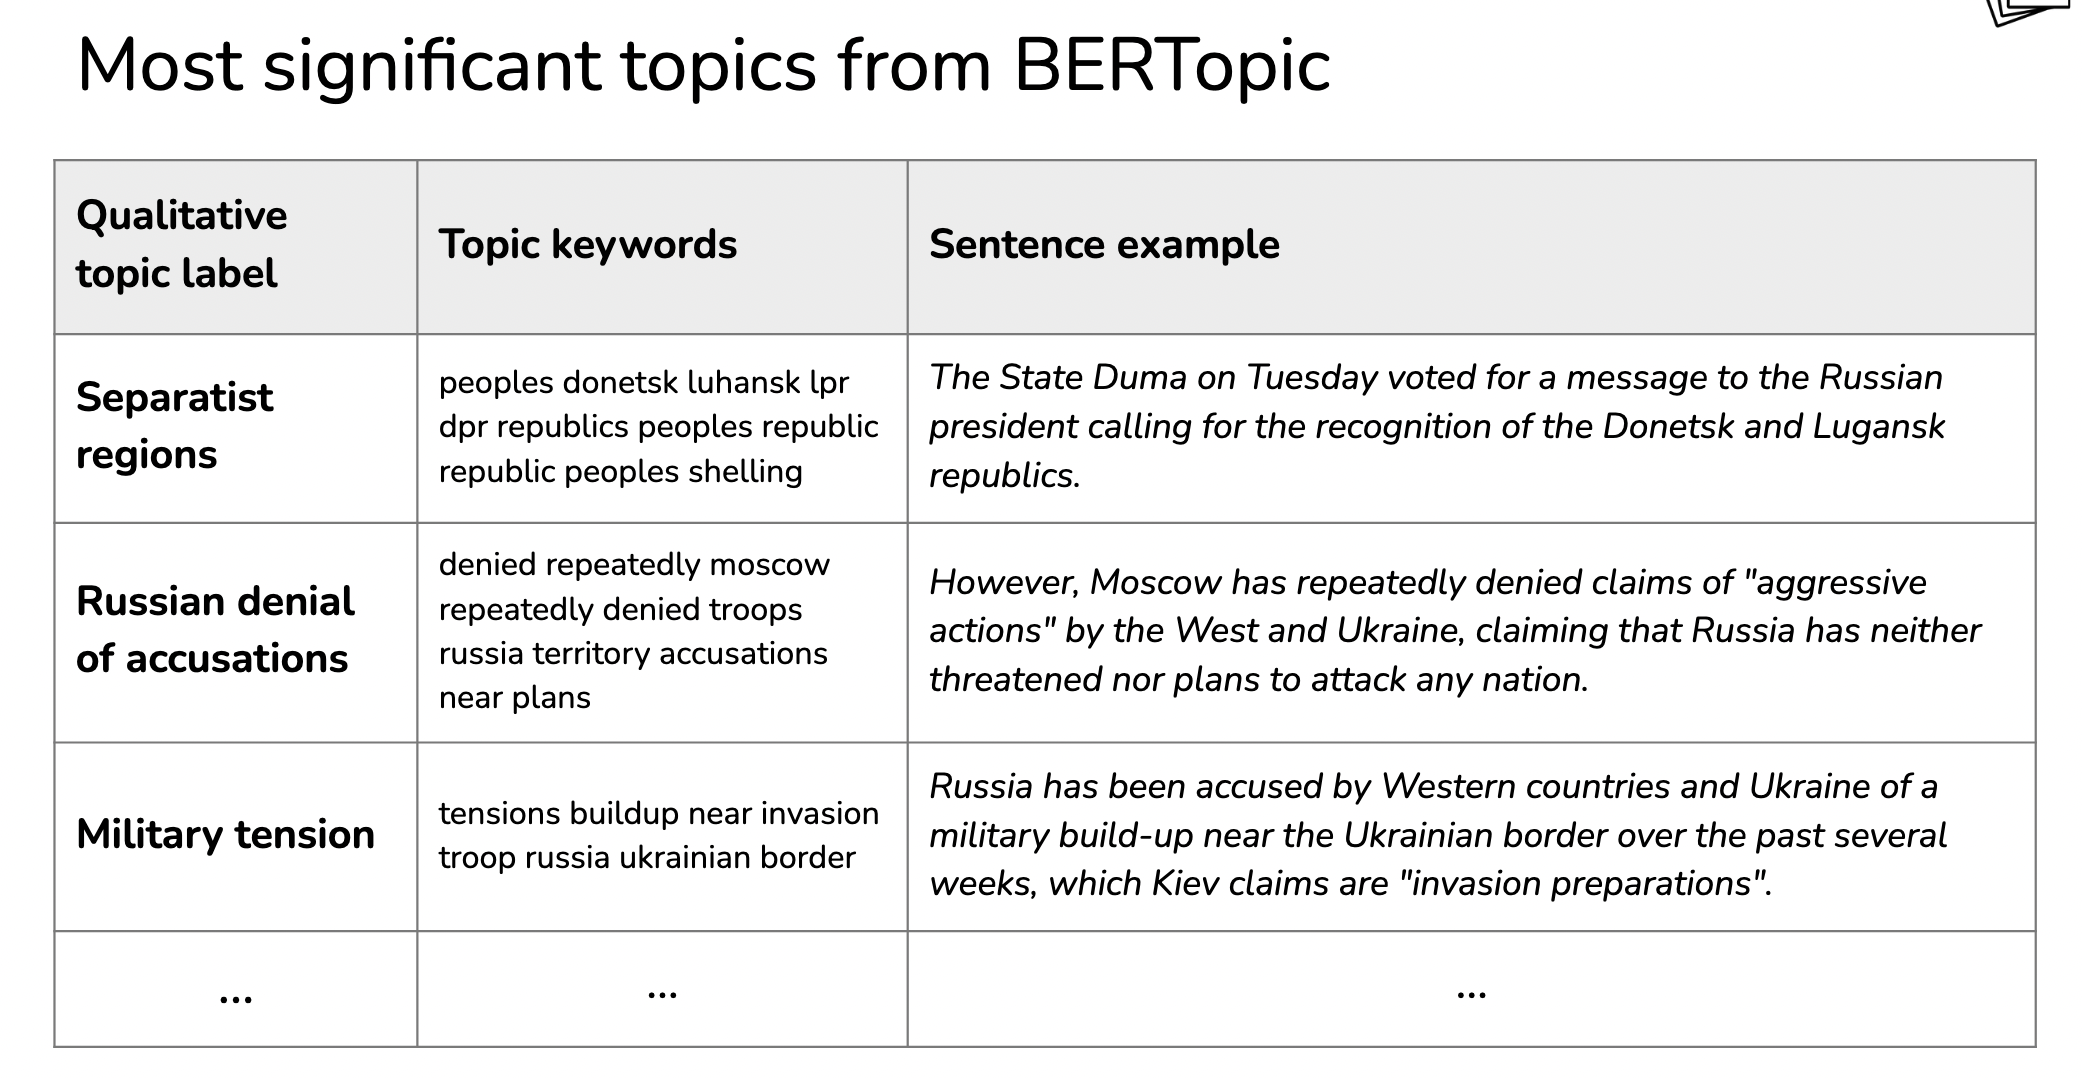 Most significant topics from BERTopic
Qualitative
topic label
Topic keywords
Sentence example
Separatist
regions
peoples donetsk luhansk lpr
dpr republics peoples republic
republic peoples shelling
The State Duma on Tuesday voted for a message to the Russian
president calling for the recognition of the Donetsk and Lugansk
republics.
Russian denial
of accusations
denied repeatedly moscow
repeatedly denied troops
russia territory accusations
near plans
However, Moscow has repeatedly denied claims of "aggressive
actions" by the West and Ukraine, claiming that Russia has neither
threatened nor plans to attack any nation.
Military tension
tensions buildup near invasion
troop russia ukrainian border
Russia has been accused by Western countries and Ukraine of a
military build-up near the Ukrainian border over the past several
weeks, which Kiev claims are "invasion preparations".
...
...
...